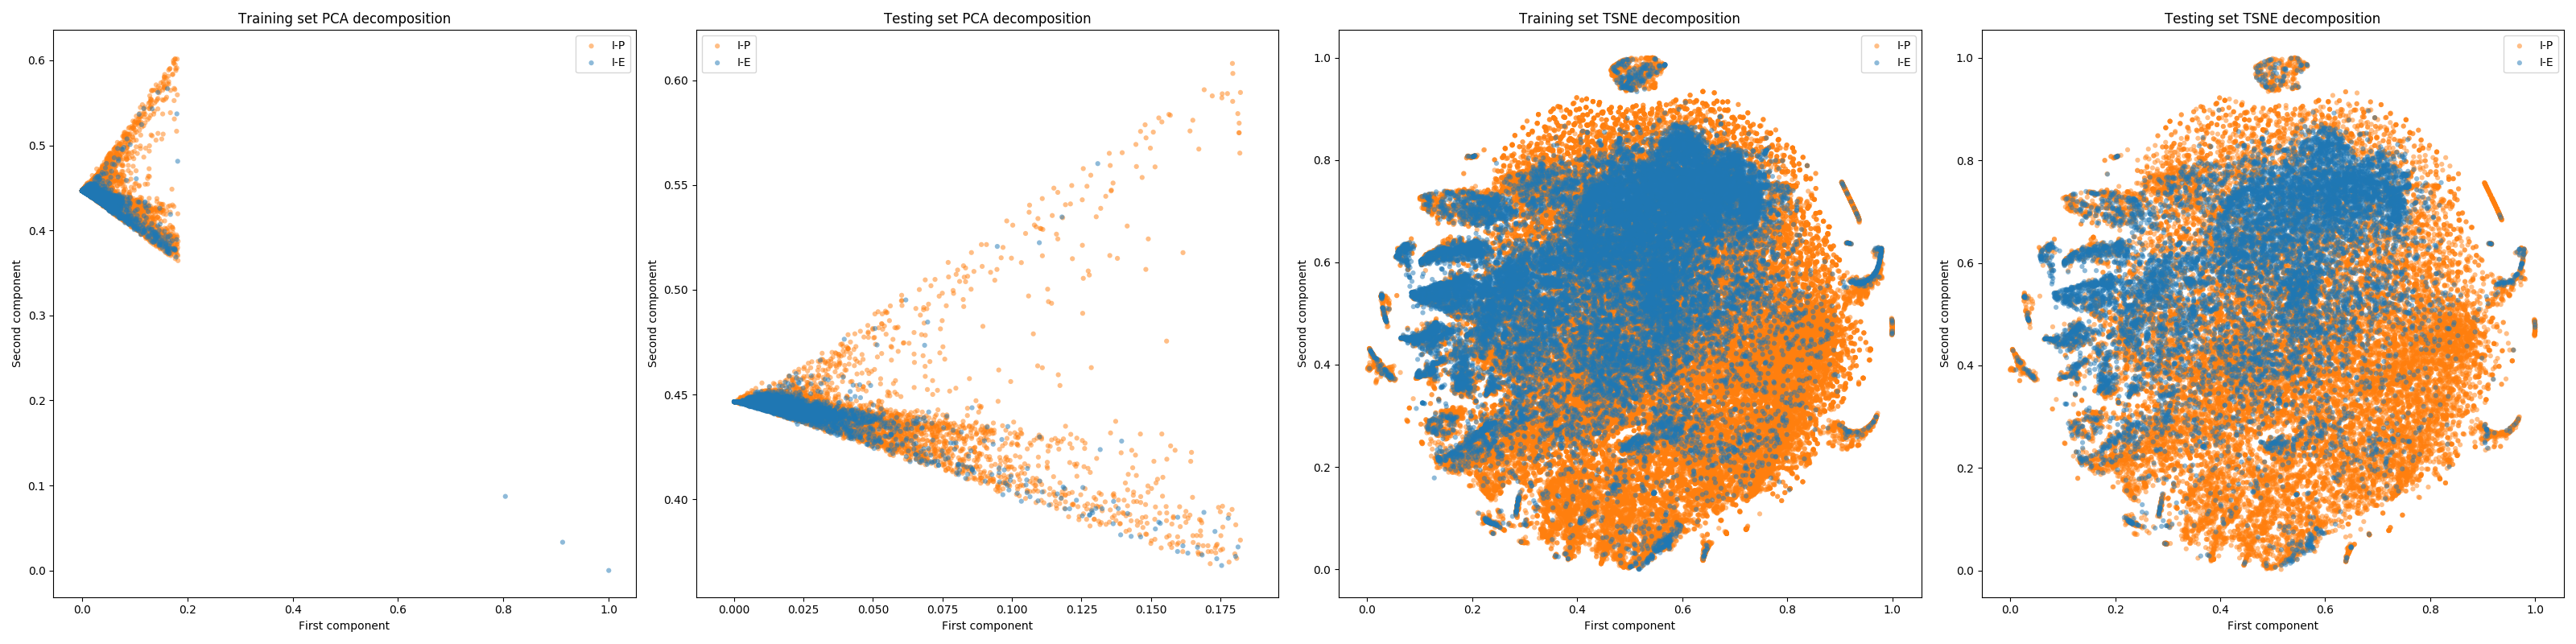 Training set PCA decomposition
I-P
I-E
0.6
0.5
0.4
0.3
0.2
0.1
0.0
Second component
0.0
0.2
0.4
0.6
0.8
1.0
First component
Testing set PCA decomposition
I-P
I-E
0.60
0.55
0.50
0.45
0.40
Second component
0.000
0.025
0.050
0.075
0.100
0.125
0.150
0.175
First component
Training set TSNE decomposition
I-P
I-E
1.0
0.8
0.6
0.4
0.2
0.0
Second component
0.0
0.2
0.4
0.6
0.8
1.0
First component
Testing set TSNE decomposition
I-P
I-E
1.0
0.8
0.6
0.4
0.2
0.0
Second component
0.0
0.2
0.4
0.6
0.8
1.0
First component